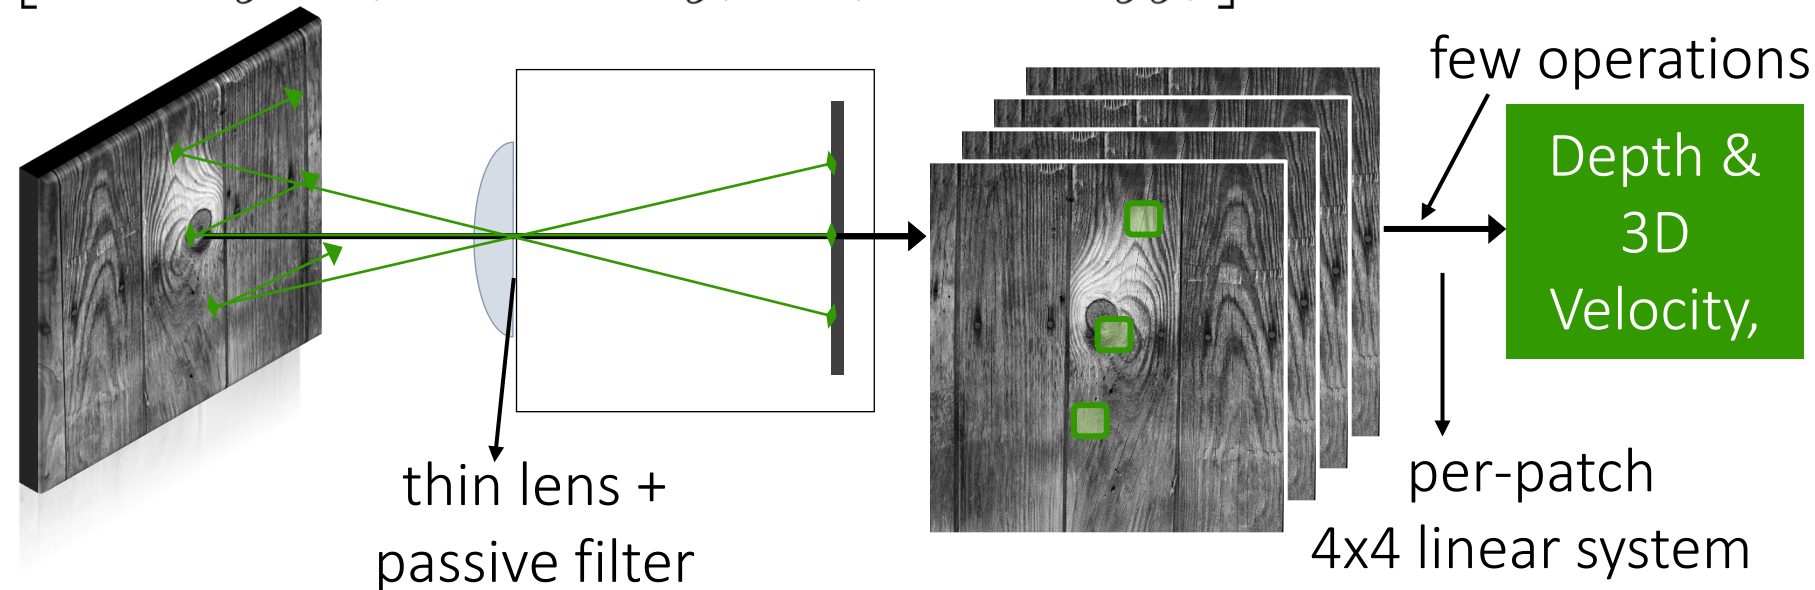 few operations
Depth &
3D
Velocity,
thin lens +
passive filter
per-patch
4x4 linear system